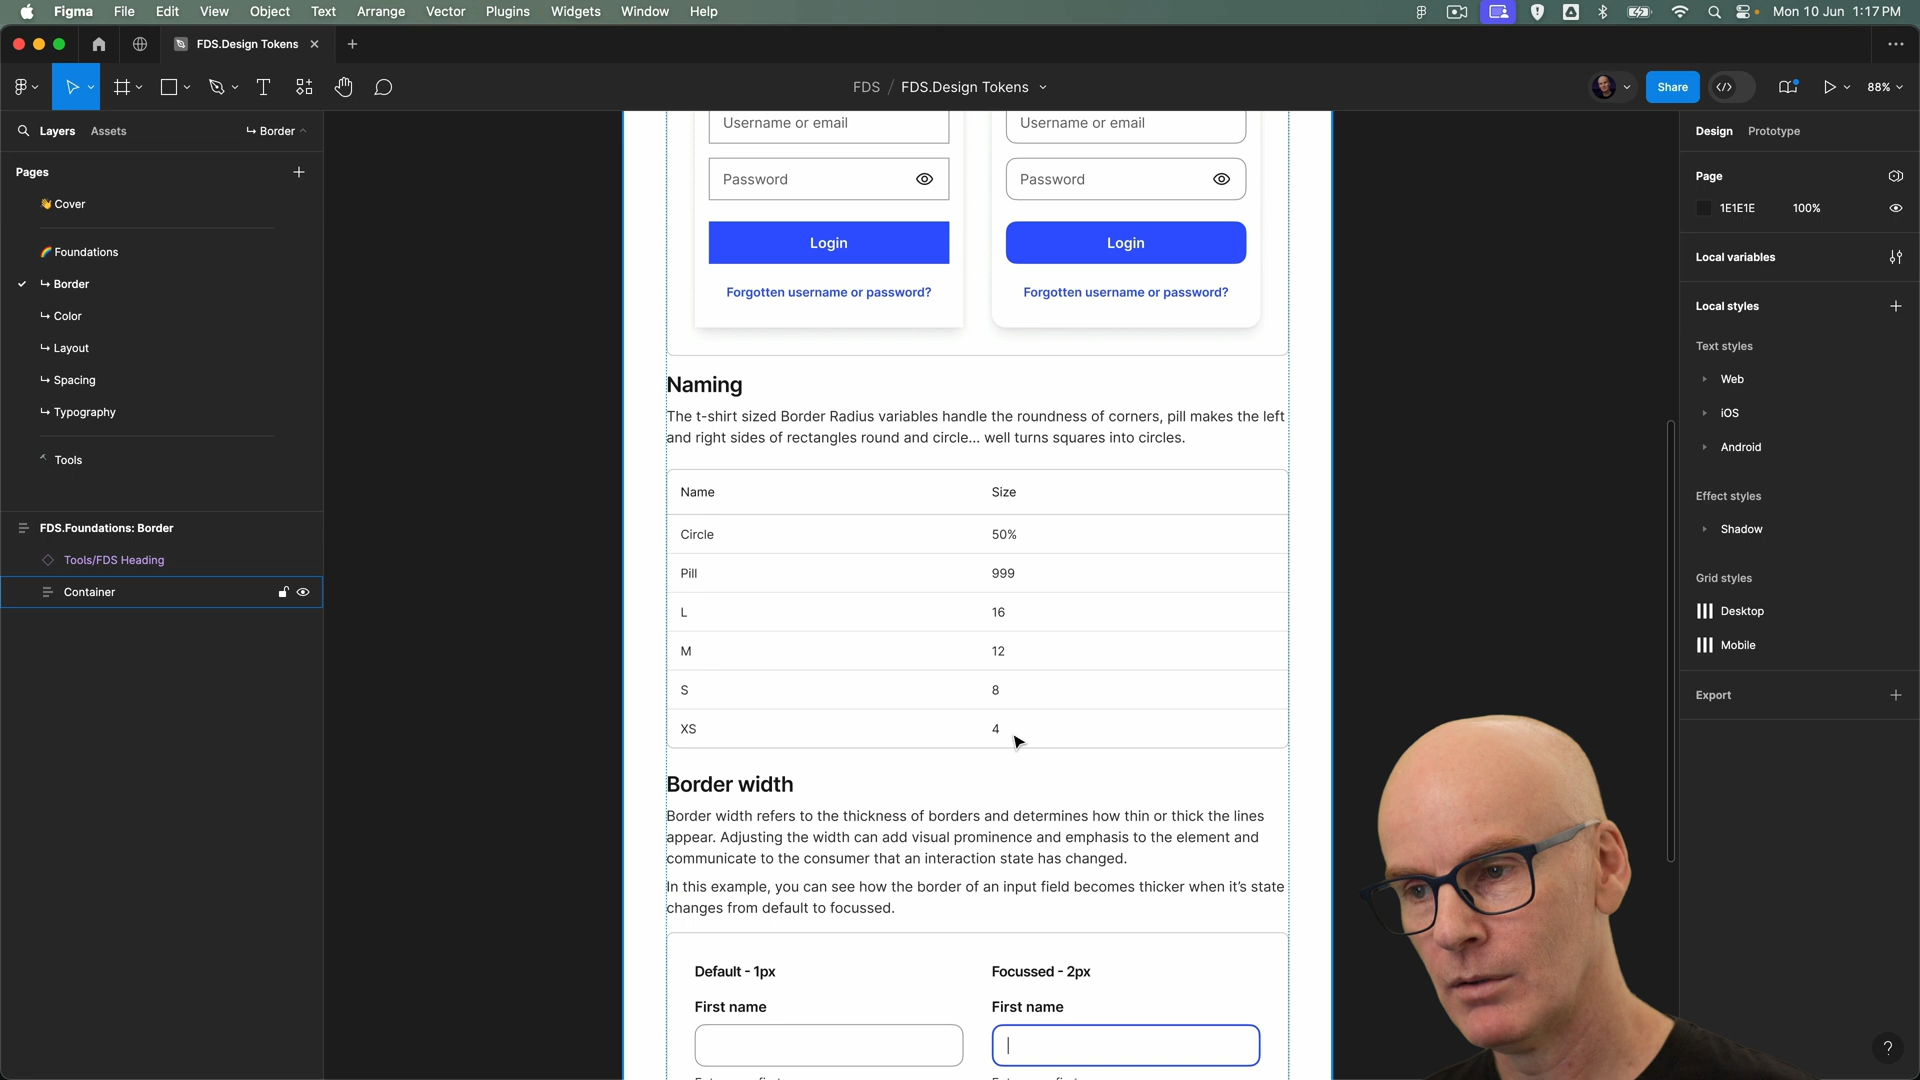 Figma File Edit View Object Text Arrange Vector Plugins Widgets Window Help
Mon 10 Jun 1:17 PM
FDS.Design Tokens
FDS / FDS.Design Tokens
Share
88%
Layers Assets
↳ Border
Pages
👋 Cover
🌈 Foundations
↳ Border
↳ Color
↳ Layout
↳ Spacing
↳ Typography
Tools
FDS.Foundations: Border
Tools/FDS Heading
Container
Username or email
Username or email
Password
Password
Login
Login
Forgotten username or password?
Forgotten username or password?
Naming
The t-shirt sized Border Radius variables handle the roundness of corners, pill makes the left
and right sides of rectangles round and circle... well turns squares into circles.
Name Size
Circle 50%
Pill 999
L 16
M 12
S 8
XS 4
Border width
Border width refers to the thickness of borders and determines how thin or thick the lines
appear. Adjusting the width can add visual prominence and emphasis to the element and
communicate to the consumer that an interaction state has changed.
In this example, you can see how the border of an input field becomes thicker when it's state
changes from default to focussed.
Default - 1px
Focussed - 2px
First name
First name
Design Prototype
Page
1E1E1E 100%
Local variables
Local styles
Text styles
Web
iOS
Android
Effect styles
Shadow
Grid styles
Desktop
Mobile
Export
?